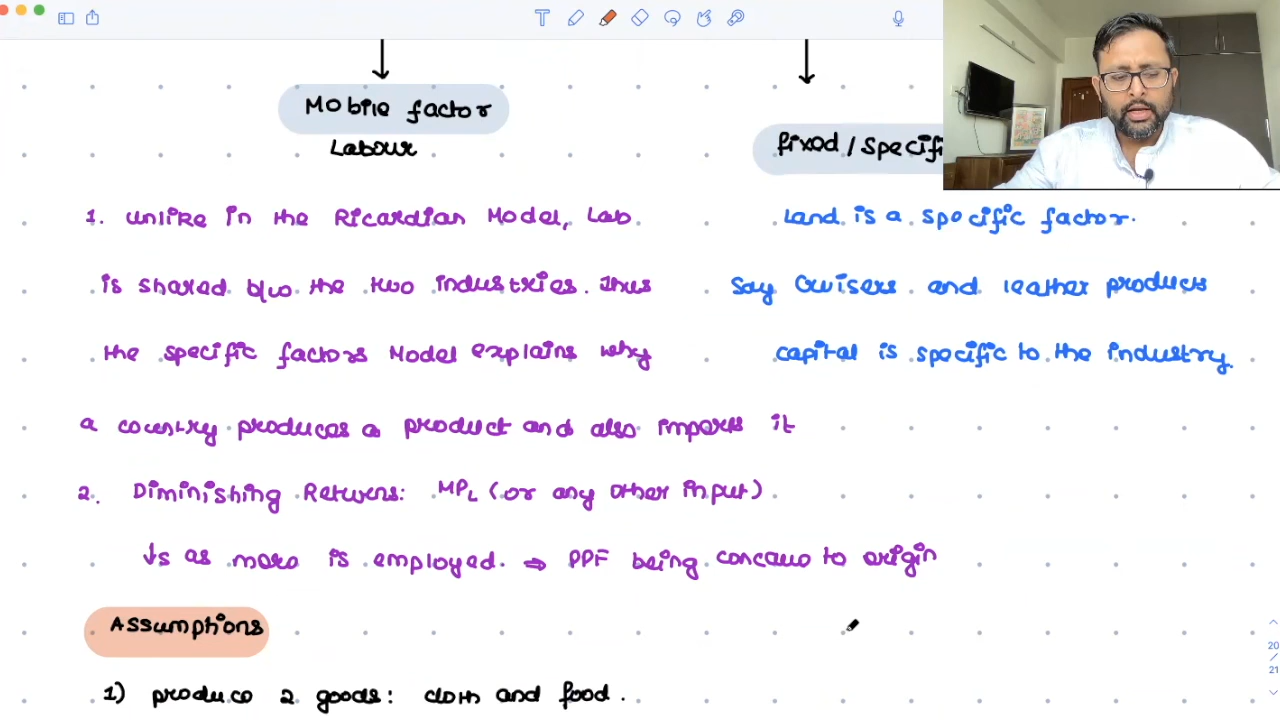 Mobile factor
Labour
fixed / Specifi
1. unlike in the Ricardian Model, Lab
is shared b/w the two industries. Thus
the specific factors Model explains why
a country produces a product and also imports it
2. Diminishing Returns: MPL (or any other input)
↓s as more is employed. ⇒ PPF being concave to origin
Land is a specific factor.
Say Cruisers and leather products
capital is specific to the industry.
Assumptions
1) produce 2 goods: cloth and food.
20
/
21